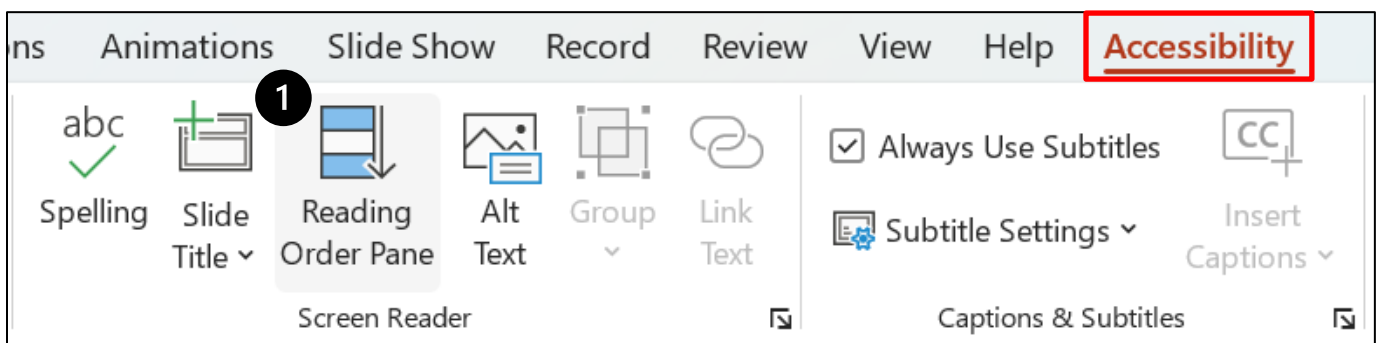 ons Animations Slide Show Record Review View Help Accessibility
1
abc
Spelling
Slide
Title
Reading
Order Pane
Alt
Text
Group
Link
Text
Screen Reader
Always Use Subtitles
Subtitle Settings
CC
Insert
Captions
Captions & Subtitles